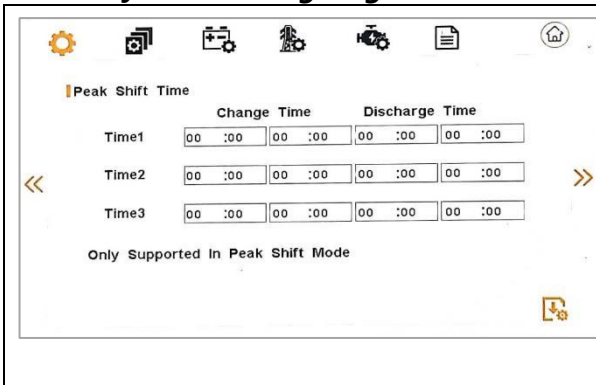 Peak Shift Time
Change Time Discharge Time
Time1 00 :00 00 :00 00 :00 00 :00
Time2 00 :00 00 :00 00 :00 00 :00
Time3 00 :00 00 :00 00 :00 00 :00
Only Supported In Peak Shift Mode